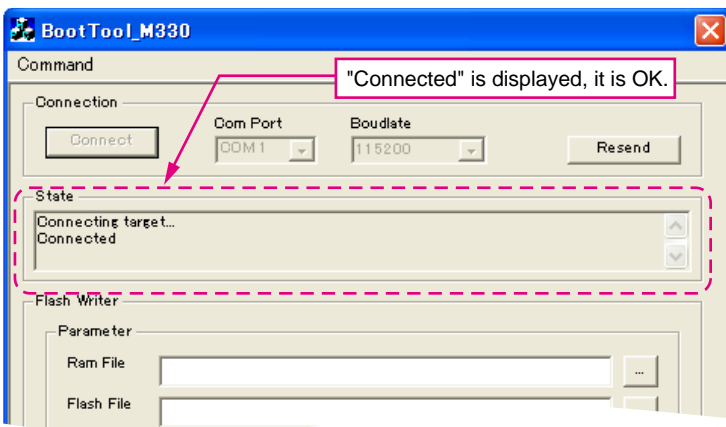 BootTool_M330
Command
"Connected" is displayed, it is OK.
Connection
Connect
Com Port
COM1
Boudlate
115200
Resend
State
Connecting target...
Connected
Flash Writer
Parameter
Ram File
...
Flash File